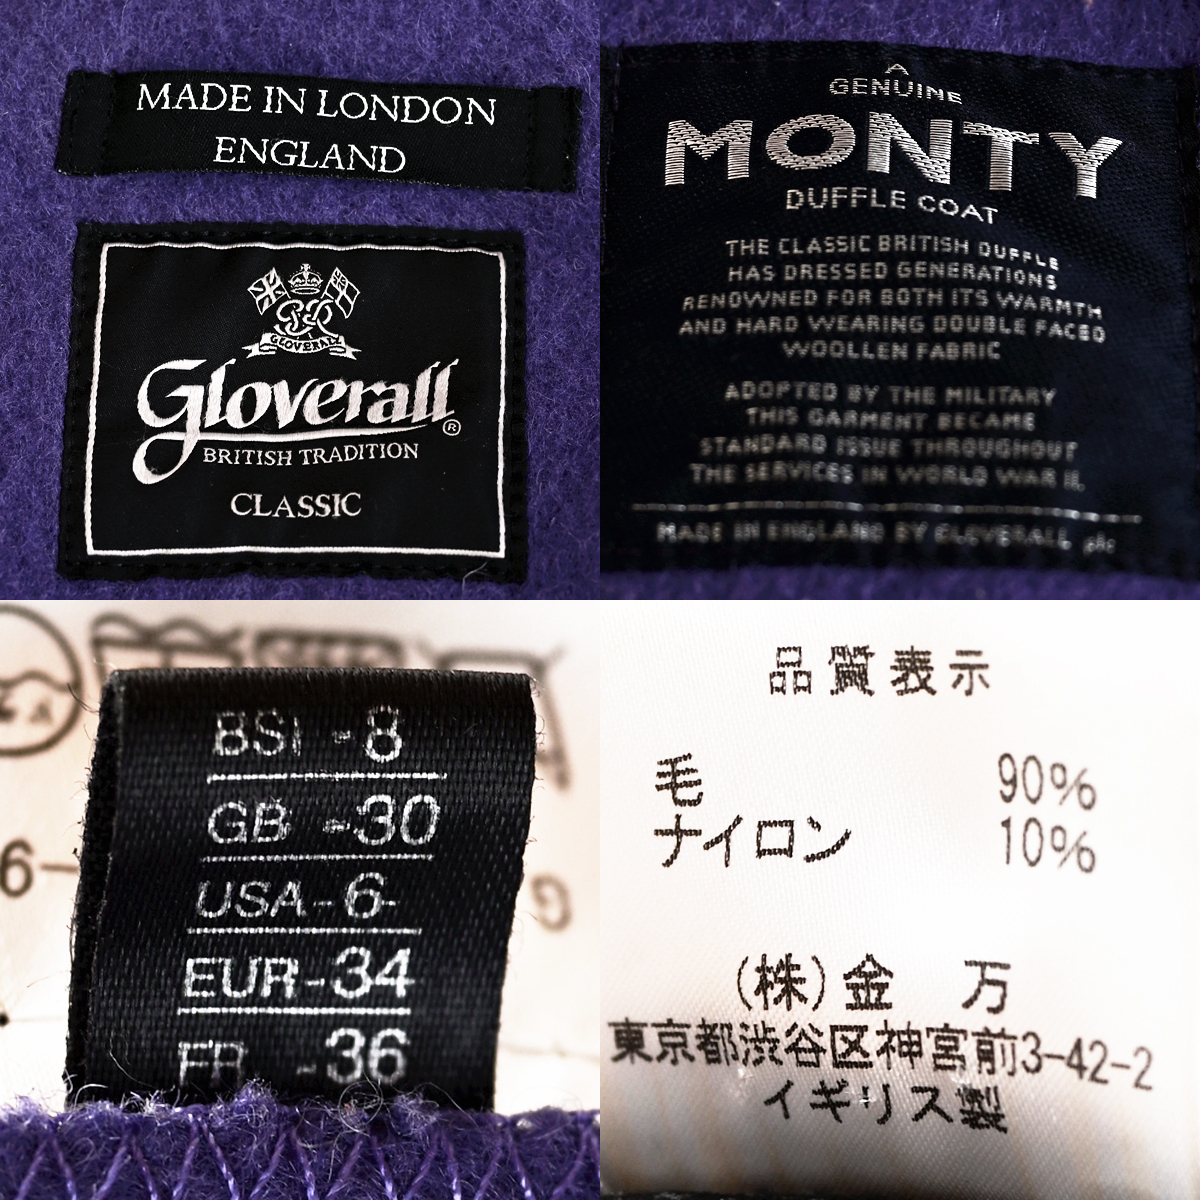 MADE IN LONDON
ENGLAND
GLOVERALL
Gloverall®
BRITISH TRADITION
CLASSIC
A
GENUINE
MONTY
DUFFLE COAT
THE CLASSIC BRITISH DUFFLE
HAS DRESSED GENERATIONS
RENOWNED FOR BOTH ITS WARMTH
AND HARD WEARING DOUBLE FACED
WOOLLEN FABRIC
ADOPTED BY THE MILITARY
THIS GARMENT BECAME
STANDARD ISSUE THROUGHOUT
THE SERVICES IN WORLD WAR II.
MADE IN ENGLAND BY GLOVERALL plc
BSI - 8
GB - 30
USA - 6
EUR - 34
FR - 36
6-
品質表示
毛 90%
ナイロン 10%
(株)金 万
東京都渋谷区神宮前3-42-2
イギリス製